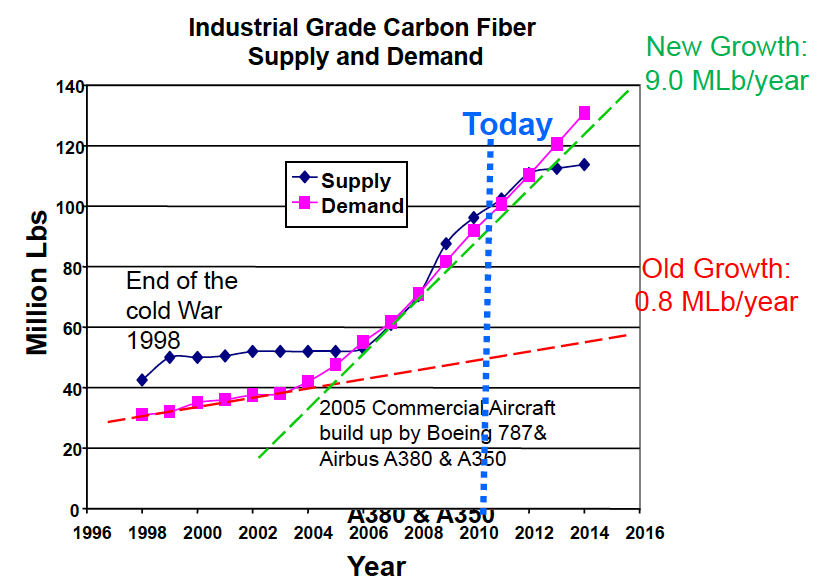 Industrial Grade Carbon Fiber
Supply and Demand
New Growth:
9.0 MLb/year
Today
Supply
Demand
Old Growth:
0.8 MLb/year
End of the
cold War
1998
2005 Commercial Aircraft
build up by Boeing 787&
Airbus A380 & A350
A380 & A350
Million Lbs
140
120
100
80
60
40
20
0
1996 1998 2000 2002 2004 2006 2008 2010 2012 2014 2016
Year